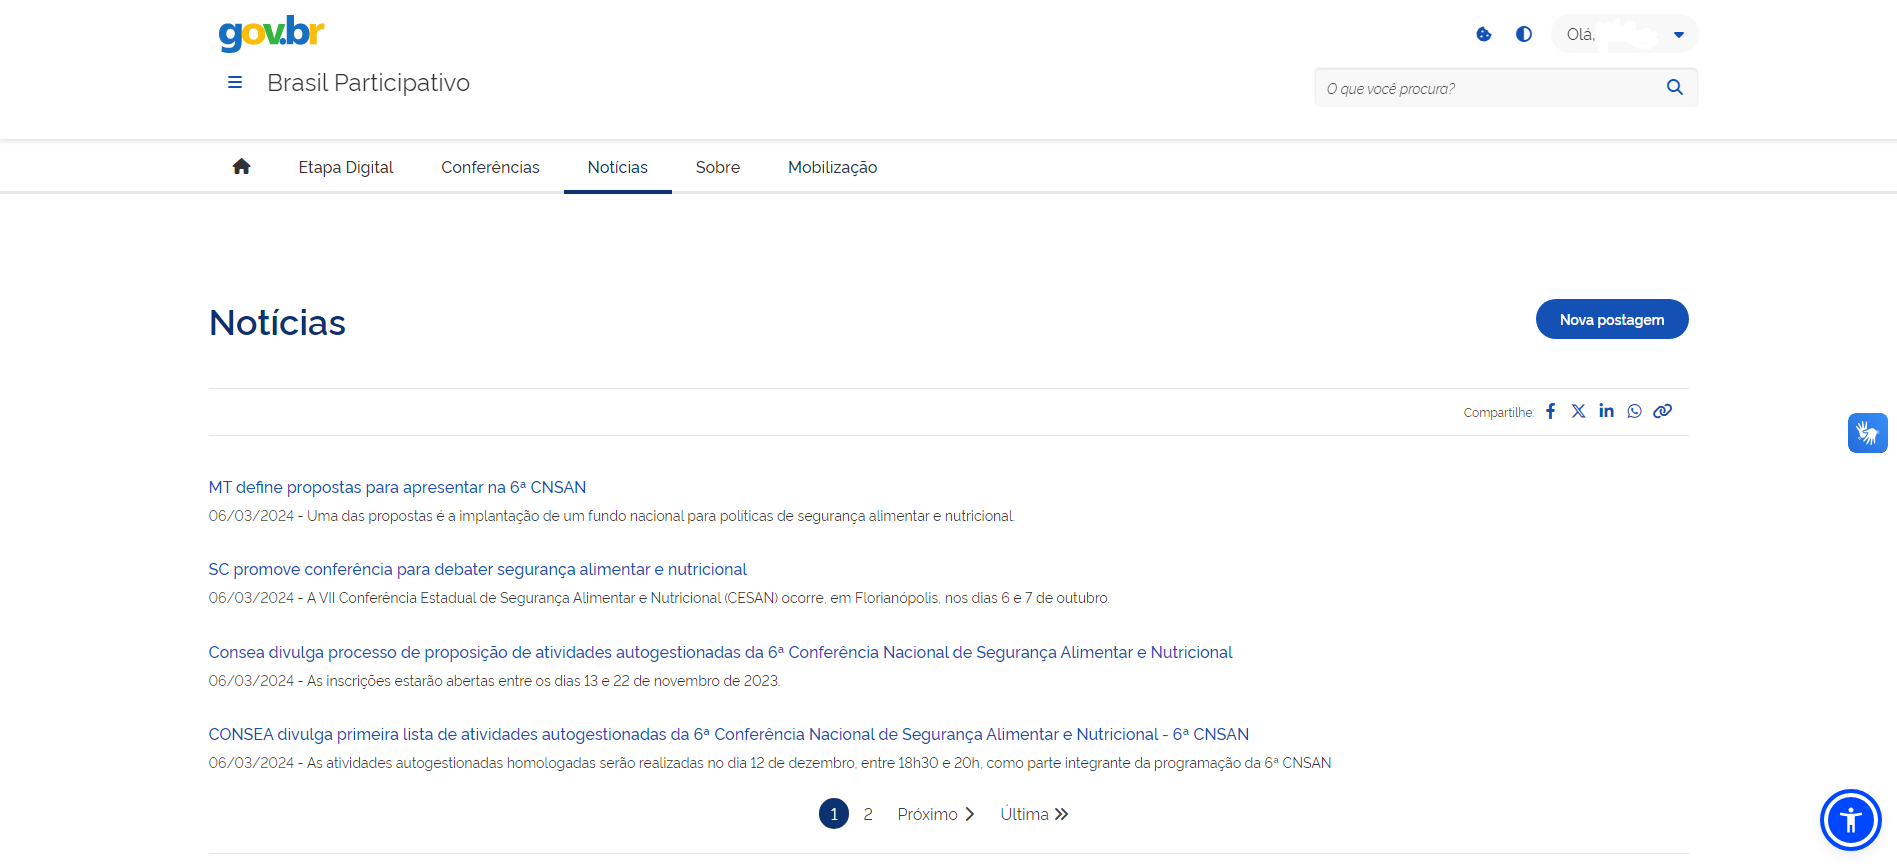 gov.br
Olá,
Brasil Participativo
O que você procura?
Etapa Digital
Conferências
Notícias
Sobre
Mobilização
Notícias
Nova postagem
Compartilhe:
MT define propostas para apresentar na 6ª CNSAN
06/03/2024 - Uma das propostas é a implantação de um fundo nacional para políticas de segurança alimentar e nutricional.
SC promove conferência para debater segurança alimentar e nutricional
06/03/2024 - A VII Conferência Estadual de Segurança Alimentar e Nutricional (CESAN) ocorre, em Florianópolis, nos dias 6 e 7 de outubro.
Consea divulga processo de proposição de atividades autogestionadas da 6ª Conferência Nacional de Segurança Alimentar e Nutricional
06/03/2024 - As inscrições estarão abertas entre os dias 13 e 22 de novembro de 2023.
CONSEA divulga primeira lista de atividades autogestionadas da 6ª Conferência Nacional de Segurança Alimentar e Nutricional - 6ª CNSAN
06/03/2024 - As atividades autogestionadas homologadas serão realizadas no dia 12 de dezembro, entre 18h30 e 20h, como parte integrante da programação da 6ª CNSAN
1 2 Próximo Última